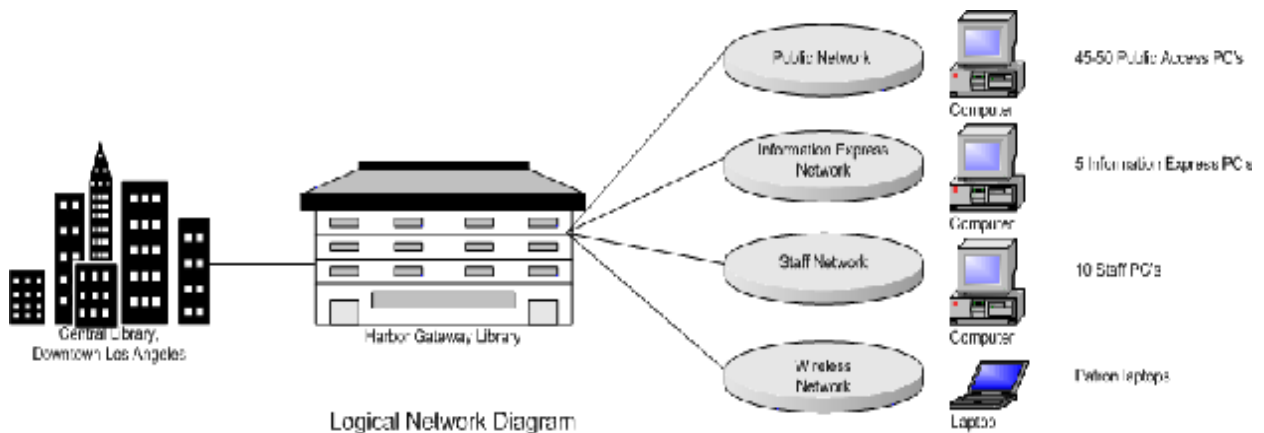 Public Network
Computer
45-50 Public Access PC's
Information Express
Network
Computer
5 Information Express PC's
Staff Network
Computer
10 Staff PC's
Wireless
Network
Laptop
Patron laptops
Central Library,
Downtown Los Angeles
Harbor Gateway Library
Logical Network Diagram